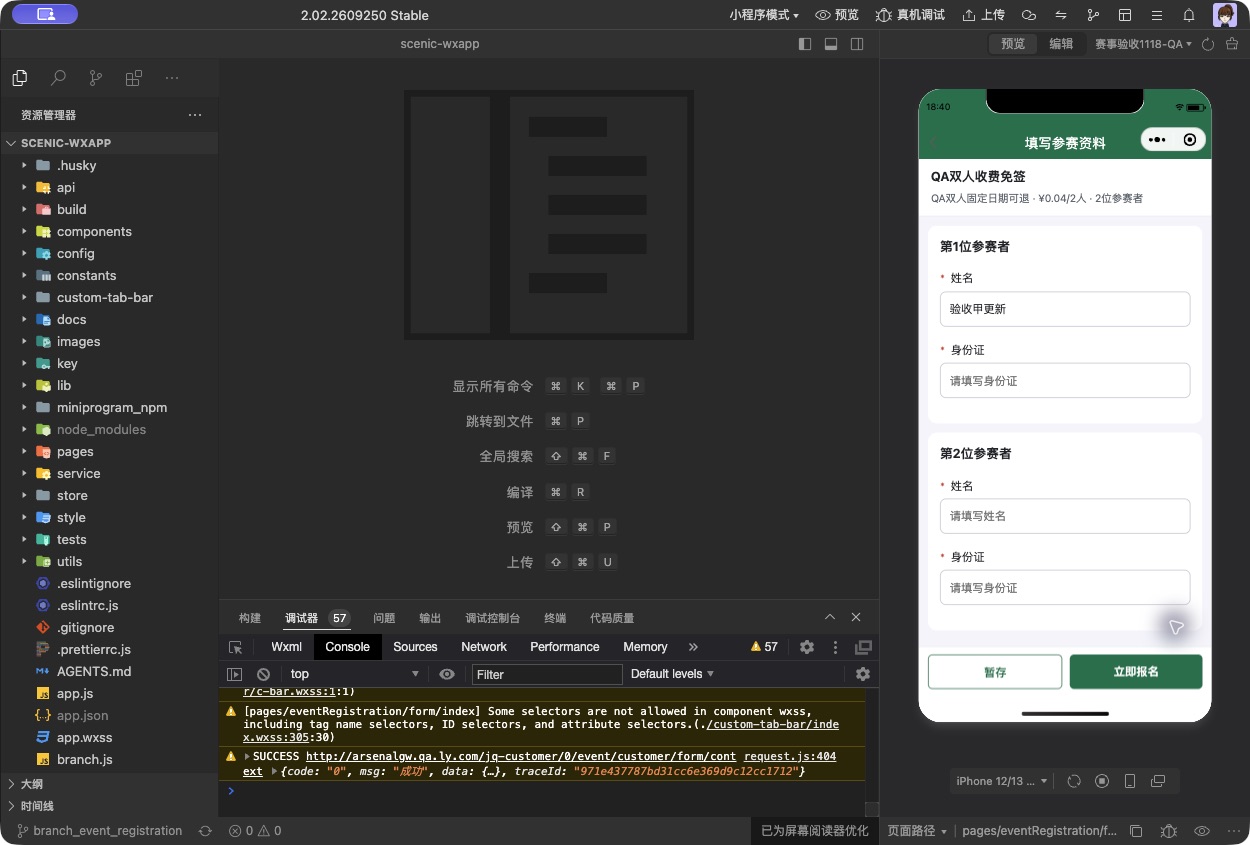 2.02.2609250 Stable
小程序模式
预览
真机调试
上传
scenic-wxapp
预览
编辑
赛事验收1118-QA
资源管理器
SCENIC-WXAPP
.husky
api
build
components
config
constants
custom-tab-bar
docs
images
key
lib
miniprogram_npm
node_modules
pages
service
store
style
tests
utils
.eslintignore
.eslintrc.js
.gitignore
.prettierrc.js
AGENTS.md
app.js
app.json
app.wxss
branch.js
大纲
时间线
branch_event_registration
0
0
显示所有命令 ⌘ K ⌘ P
跳转到文件 ⌘ P
全局搜索 ⇧ ⌘ F
编译 ⌘ R
预览 ⇧ ⌘ P
上传 ⇧ ⌘ U
构建
调试器 57
问题
输出
调试控制台
终端
代码质量
Wxml
Console
Sources
Network
Performance
Memory
57
top
Filter
Default levels
r/c-bar.wxss:1:1)
[pages/eventRegistration/form/index] Some selectors are not allowed in component wxss,
including tag name selectors, ID selectors, and attribute selectors.(./custom-tab-bar/inde
x.wxss:305:30)
SUCCESS http://arsenalgw.qa.ly.com/jq-customer/0/event/customer/form/cont request.js:404
ext {code: "0", msg: "成功", data: {…}, traceId: "971e437787bd31cc6e369d9c12cc1712"}
已为屏幕阅读器优化
18:40
填写参赛资料
QA双人收费免签
QA双人固定日期可退 · ¥0.04/2人 · 2位参赛者
第1位参赛者
* 姓名
验收甲更新
* 身份证
请填写身份证
第2位参赛者
* 姓名
请填写姓名
* 身份证
请填写身份证
暂存
立即报名
iPhone 12/13 ...
页面路径
pages/eventRegistration/f...